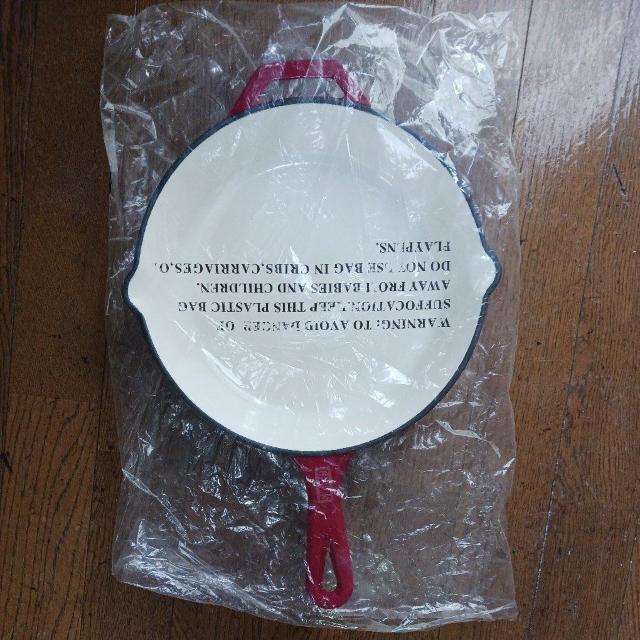 WARNING: TO AVOID DANGER OF
SUFFOCATION,KEEP THIS PLASTIC BAG
AWAY FROM BABIES AND CHILDREN.
DO NOT USE BAG IN CRIBS,CARRIAGES,O.
FLAYPENS.